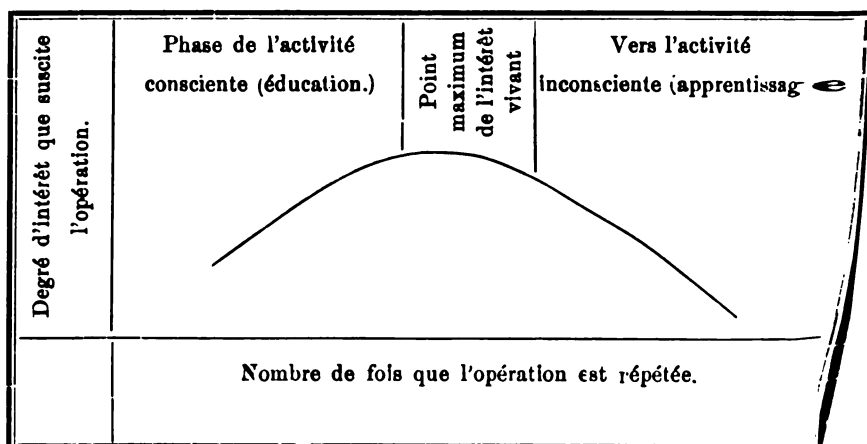 Degré d'intérêt que suscite
l'opération.
Phase de l'activité
consciente (éducation.)
Point
maximum
de l'intérêt
vivant
Vers l'activité
inconsciente (apprentissage
Nombre de fois que l'opération est répétée.